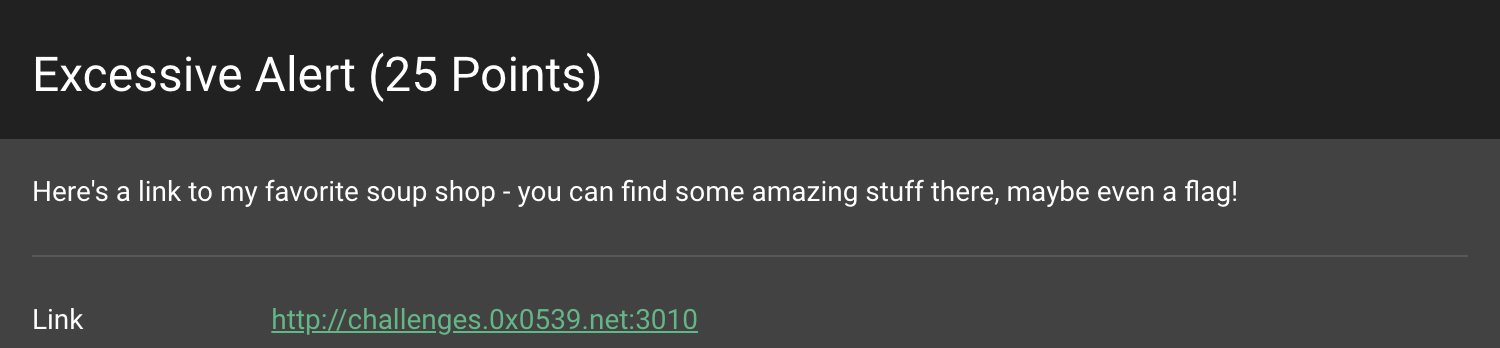 Excessive Alert (25 Points)
Here's a link to my favorite soup shop - you can find some amazing stuff there, maybe even a flag!
Link http://challenges.0x0539.net:3010